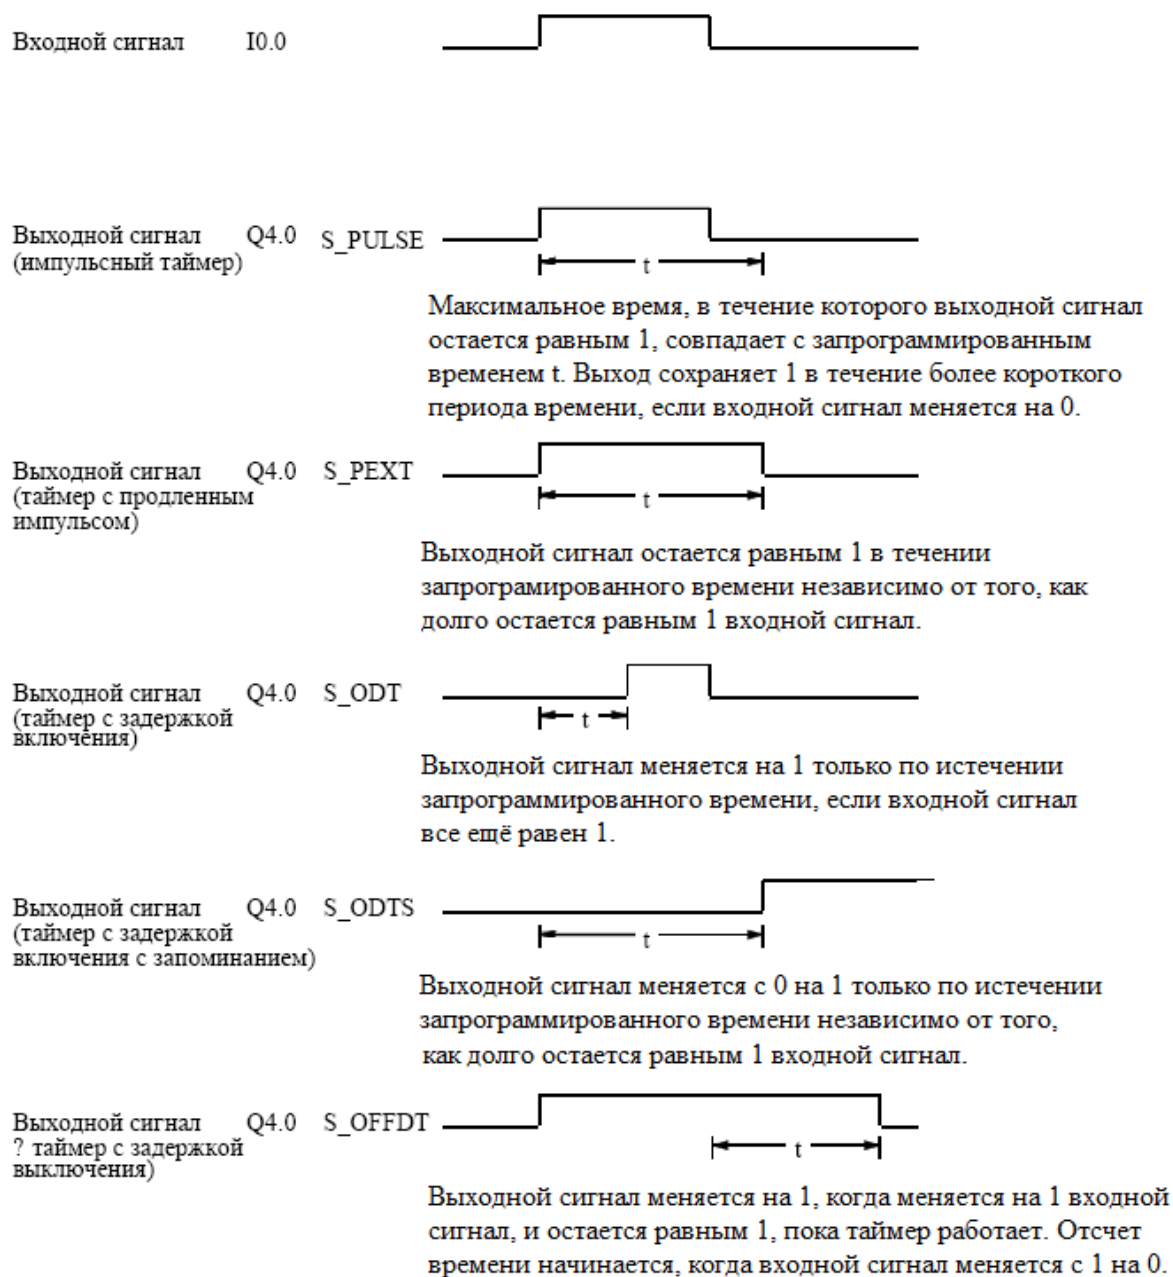 Входной сигнал I0.0
Выходной сигнал Q4.0 S_PULSE
(импульсный таймер)
t
Максимальное время, в течение которого выходной сигнал
остается равным 1, совпадает с запрограммированным
временем t. Выход сохраняет 1 в течение более короткого
периода времени, если входной сигнал меняется на 0.
Выходной сигнал Q4.0 S_PEXT
(таймер с продленным
импульсом)
t
Выходной сигнал остается равным 1 в течении
запрограмированного времени независимо от того, как
долго остается равным 1 входной сигнал.
Выходной сигнал Q4.0 S_ODT
(таймер с задержкой
включения)
t
Выходной сигнал меняется на 1 только по истечении
запрограммированного времени, если входной сигнал
все ещё равен 1.
Выходной сигнал Q4.0 S_ODTS
(таймер с задержкой
включения с запоминанием)
t
Выходной сигнал меняется с 0 на 1 только по истечении
запрограммированного времени независимо от того,
как долго остается равным 1 входной сигнал.
Выходной сигнал Q4.0 S_OFFDT
? таймер с задержкой
выключения)
t
Выходной сигнал меняется на 1, когда меняется на 1 входной
сигнал, и остается равным 1, пока таймер работает. Отсчет
времени начинается, когда входной сигнал меняется с 1 на 0.